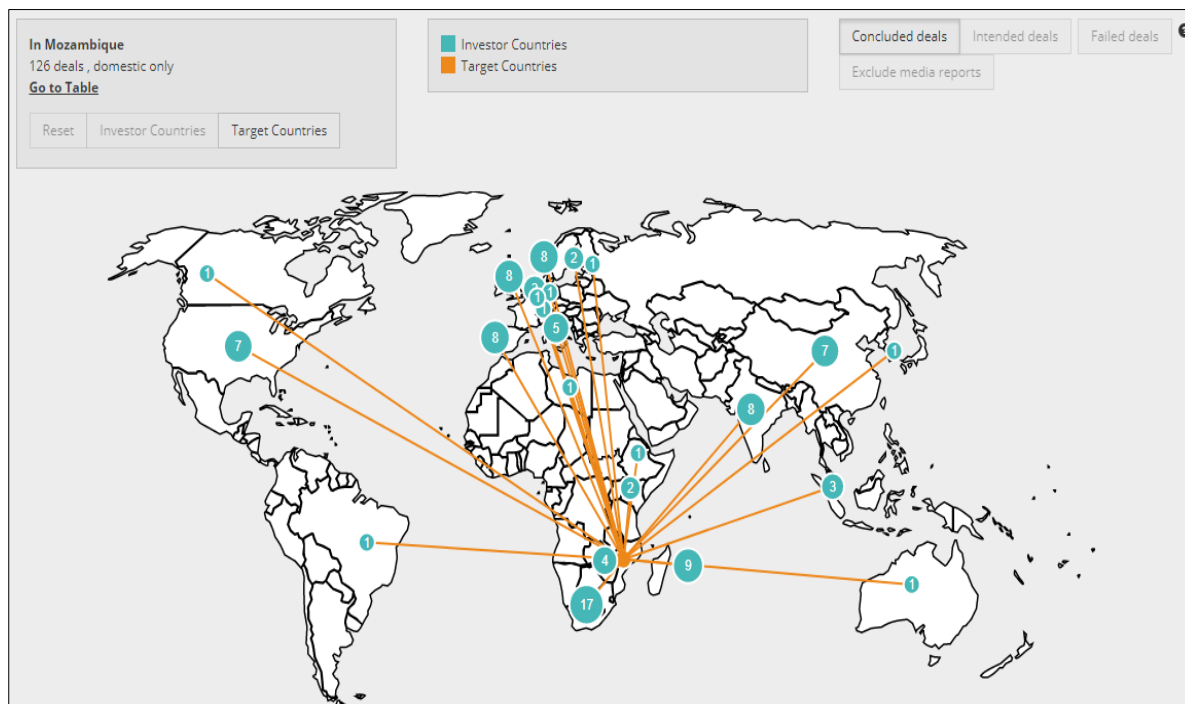 In Mozambique
126 deals , domestic only
Go to Table
Reset
Investor Countries
Target Countries
Investor Countries
Target Countries
Concluded deals
Intended deals
Failed deals
Exclude media reports
8
8
2
1
1
1
1
1
7
8
5
7
1
1
8
1
2
3
1
4
9
1
17